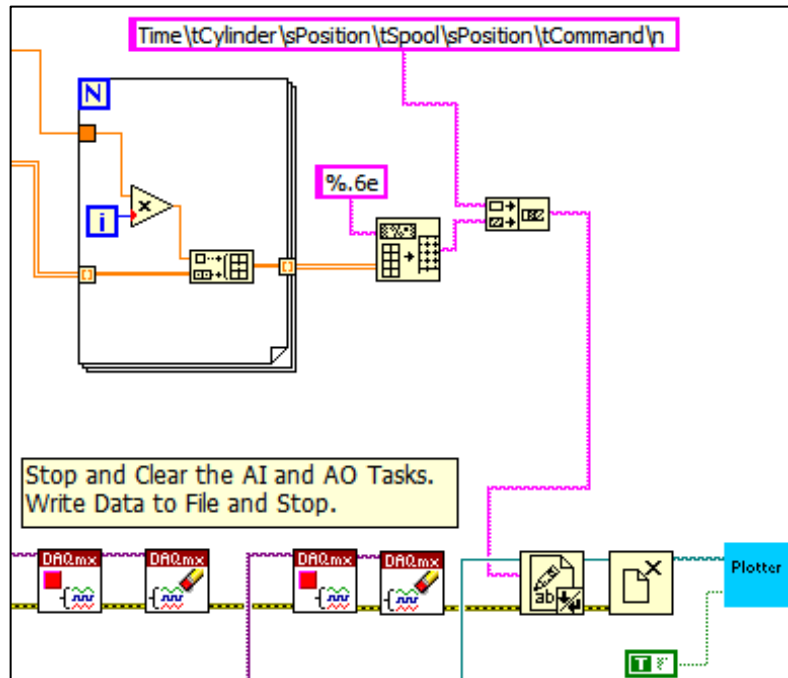 Time\tCylinder\sPosition\tSpool\sPosition\tCommand\n
N
%.6e
x
i
Stop and Clear the AI and AO Tasks.
Write Data to File and Stop.
DAQmx
DAQmx
DAQmx
DAQmx
ab
Plotter
T